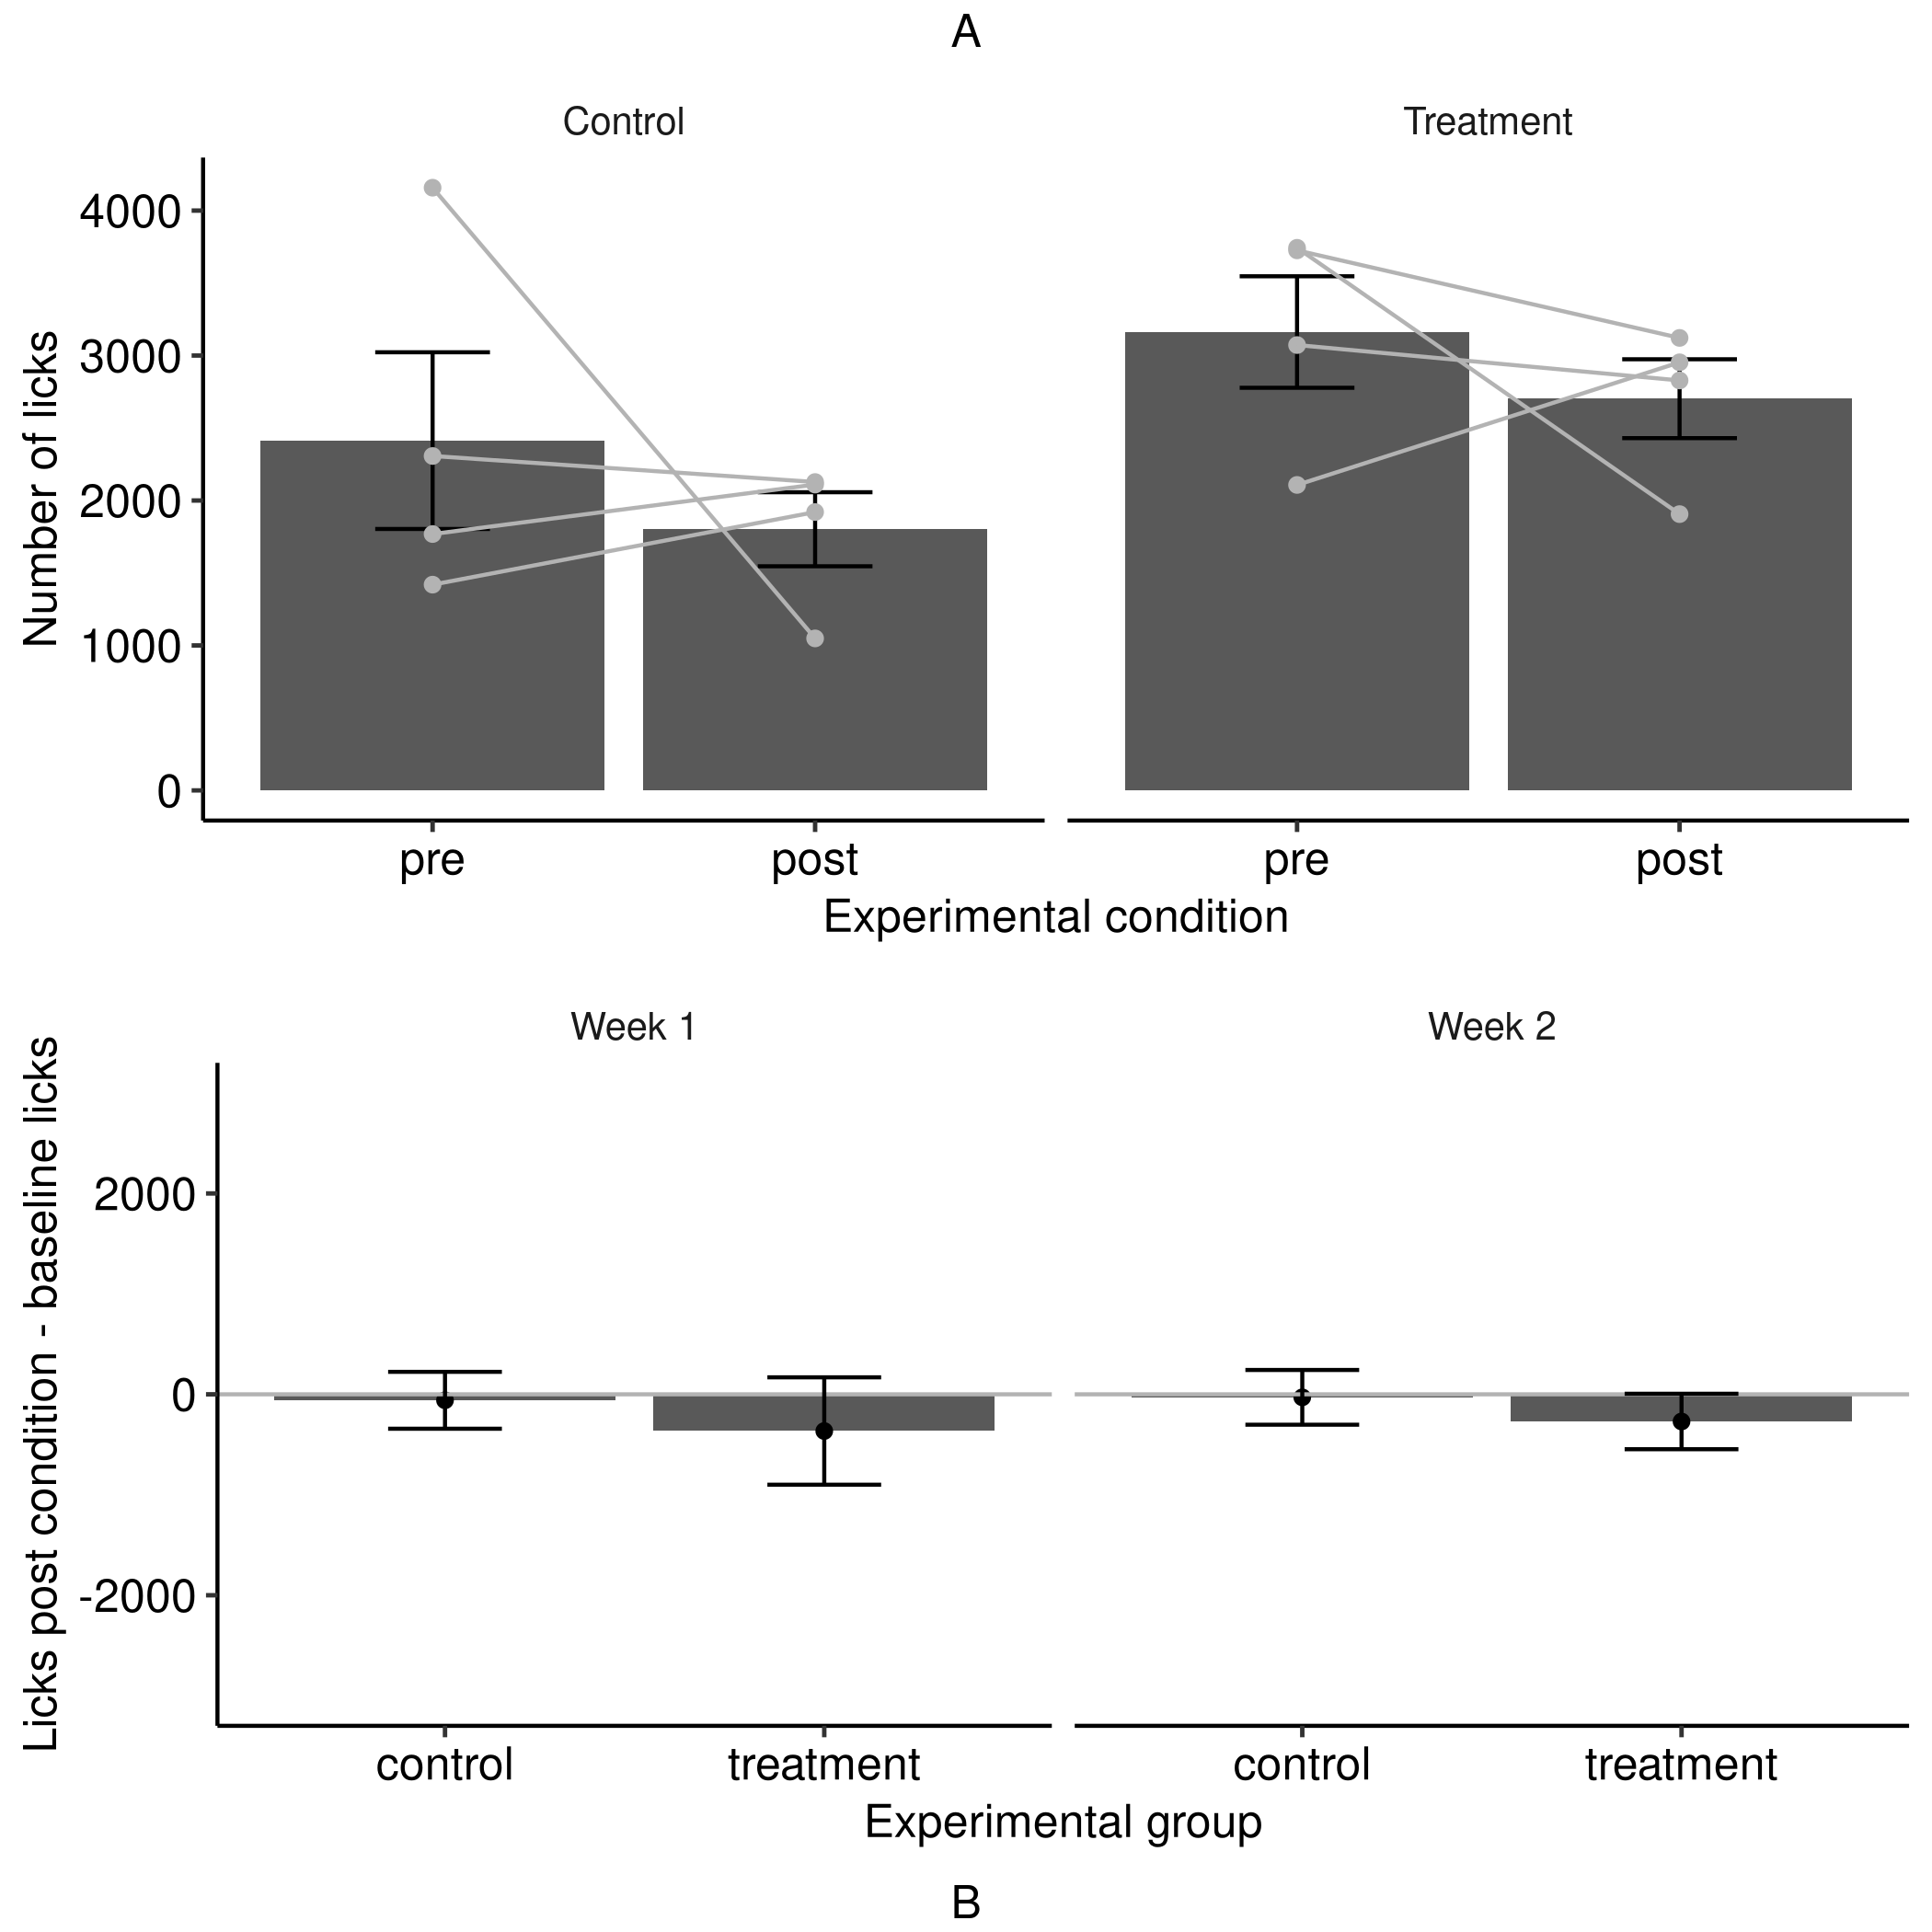 A
Control Treatment
Number of licks
4000
3000
2000
1000
0
pre post pre post
Experimental condition
Week 1 Week 2
Licks post condition - baseline licks
2000
0
-2000
control treatment control treatment
Experimental group
B